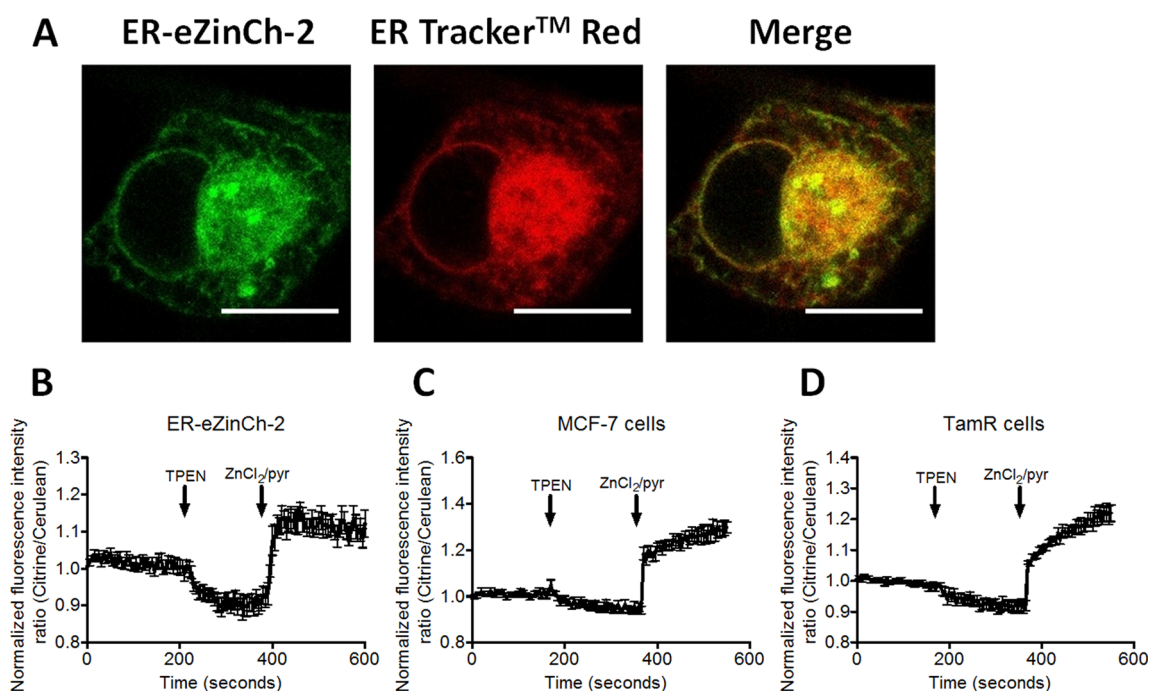 A
ER-eZinCh-2
ER Tracker™ Red
Merge
B
ER-eZinCh-2
Normalized fluorescence intensity
ratio (Citrine/Cerulean)
1.3
1.2
1.1
1.0
0.9
0.8
TPEN
ZnCl₂/pyr
0
200
400
600
Time (seconds)
C
MCF-7 cells
Normalized fluorescence intensity
ratio (Citrine/Cerulean)
1.6
1.4
1.2
1.0
0.8
TPEN
ZnCl₂/pyr
0
200
400
600
Time (seconds)
D
TamR cells
Normalized fluorescence intensity
ratio (Citrine/Cerulean)
1.4
1.3
1.2
1.1
1.0
0.9
0.8
TPEN
ZnCl₂/pyr
0
200
400
600
Time (seconds)